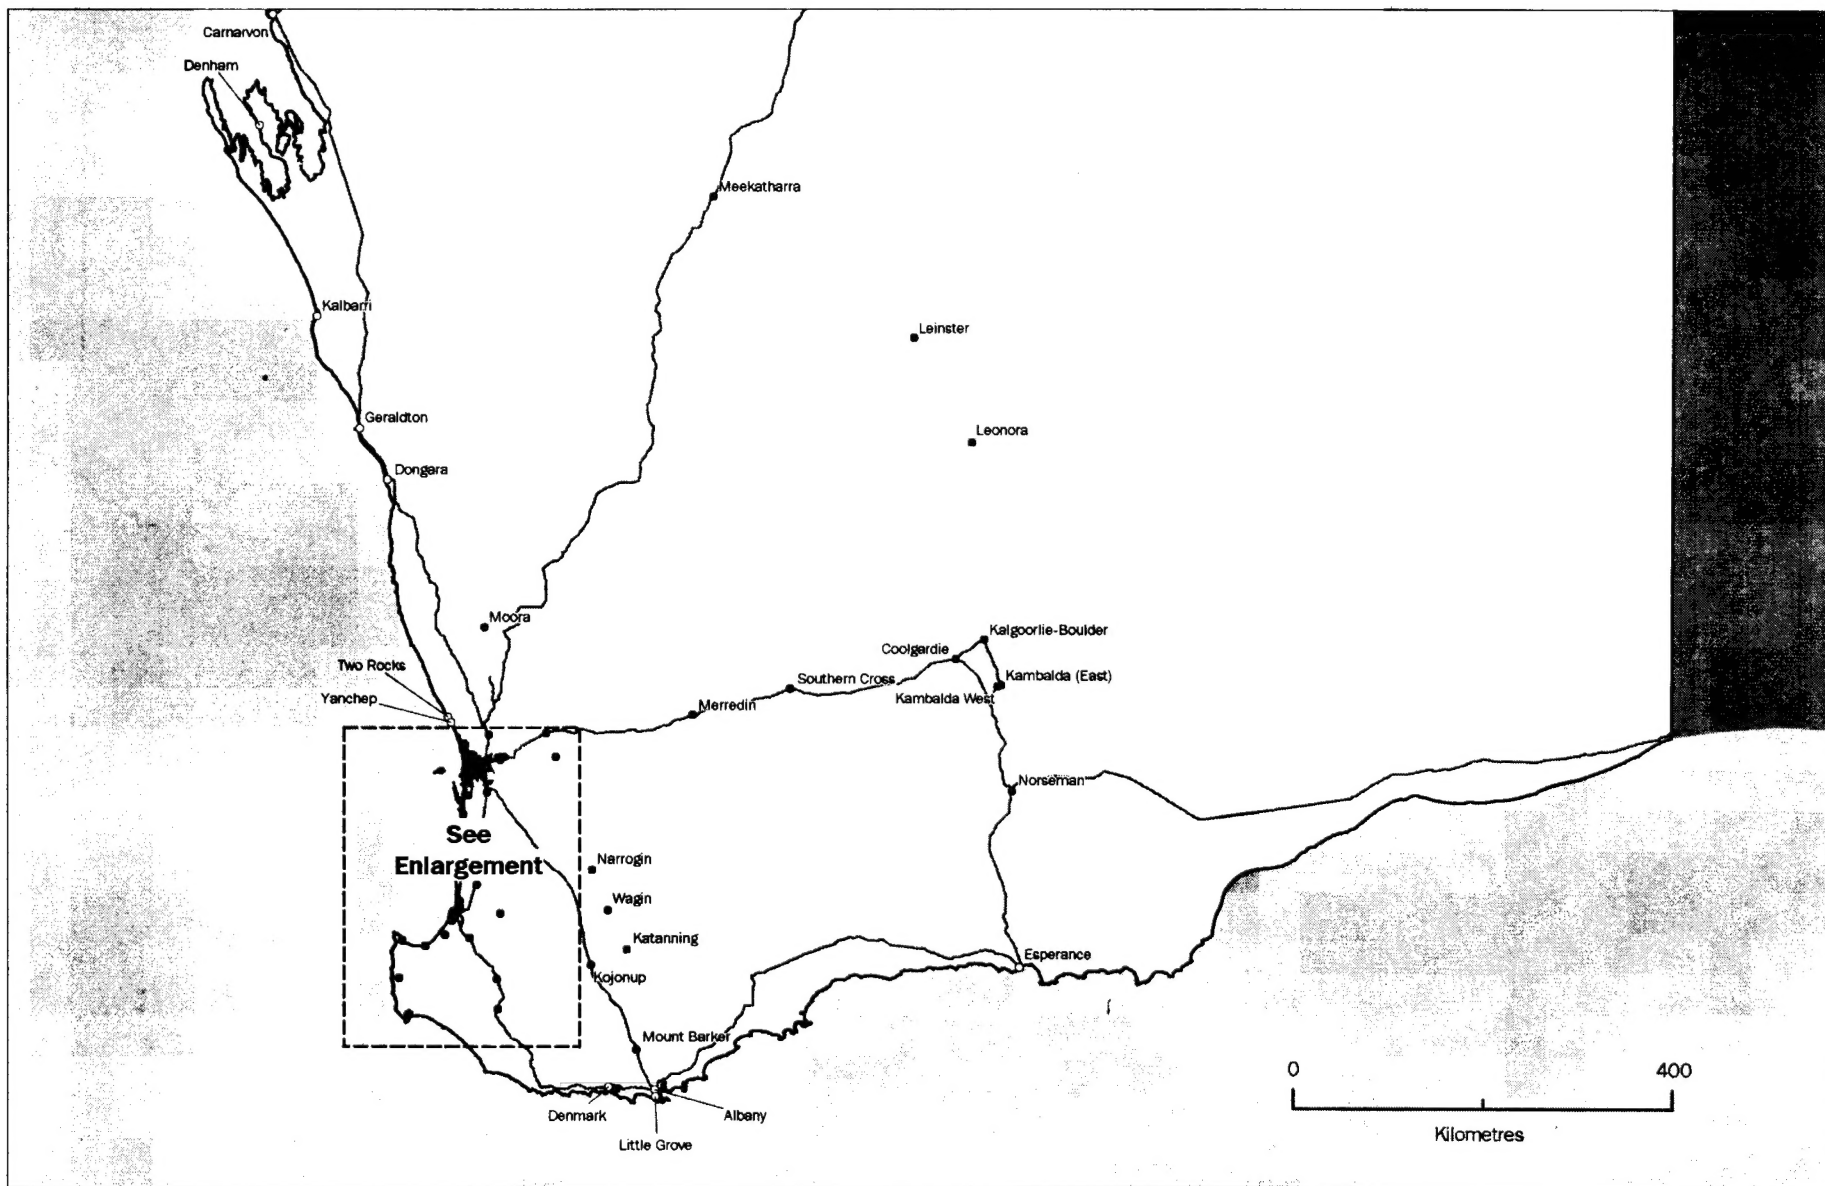 Carnarvon
Denham
Meekatharra
Kalbarri
Leinster
Geraldton
Leonora
Dongara
Moora
Kalgoorlie-Boulder
Coolgardie
Two Rocks
Southern Cross
Kambalda (East)
Yanchep
Kambalda West
Merredin
Norseman
See
Enlargement
Narrogin
Wagin
Katanning
Esperance
Kojonup
Mount Barker
0 400
Kilometres
Denmark
Albany
Little Grove